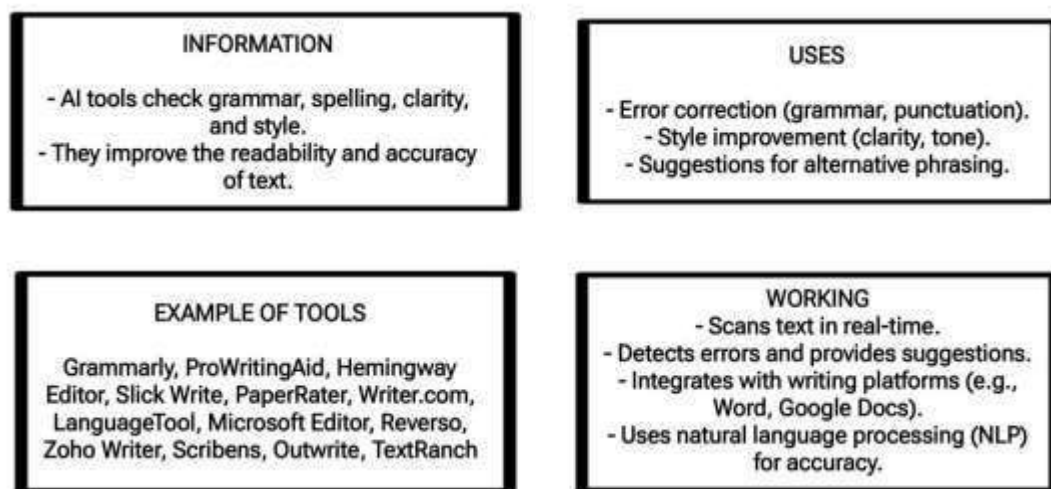 INFORMATION
- AI tools check grammar, spelling, clarity,
and style.
- They improve the readability and accuracy
of text.
USES
- Error correction (grammar, punctuation).
- Style improvement (clarity, tone).
- Suggestions for alternative phrasing.
EXAMPLE OF TOOLS
Grammarly, ProWritingAid, Hemingway
Editor, Slick Write, PaperRater, Writer.com,
LanguageTool, Microsoft Editor, Reverso,
Zoho Writer, Scribens, Outwrite, TextRanch
WORKING
- Scans text in real-time.
- Detects errors and provides suggestions.
- Integrates with writing platforms (e.g.,
Word, Google Docs).
- Uses natural language processing (NLP)
for accuracy.